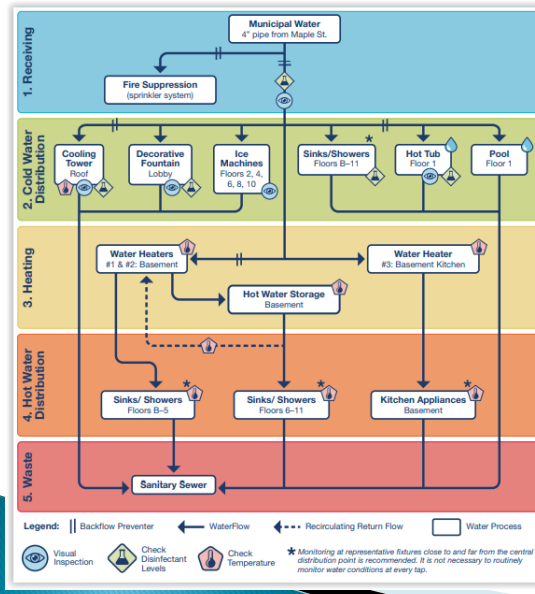 1. Receiving
Municipal Water
4" pipe from Maple St.
Fire Suppression
(sprinkler system)
2. Cold Water
Distribution
Cooling
Tower
Roof
Decorative
Fountain
Lobby
Ice
Machines
Floors 2, 4,
6, 8, 10
Sinks/Showers
Floors B–11
*
Hot Tub
Floor 1
Pool
Floor 1
3. Heating
Water Heaters
#1 & #2: Basement
Water Heater
#3: Basement Kitchen
Hot Water Storage
Basement
4. Hot Water
Distribution
Sinks/ Showers
Floors B–5
*
Sinks/ Showers
Floors 6–11
*
Kitchen Appliances
Basement
*
5. Waste
Sanitary Sewer
Legend:
Backflow Preventer
WaterFlow
Recirculating Return Flow
Water Process
Visual
Inspection
Check
Disinfectant
Levels
Check
Temperature
* Monitoring at representative fixtures close to and far from the central
distribution point is recommended. It is not necessary to routinely
monitor water conditions at every tap.